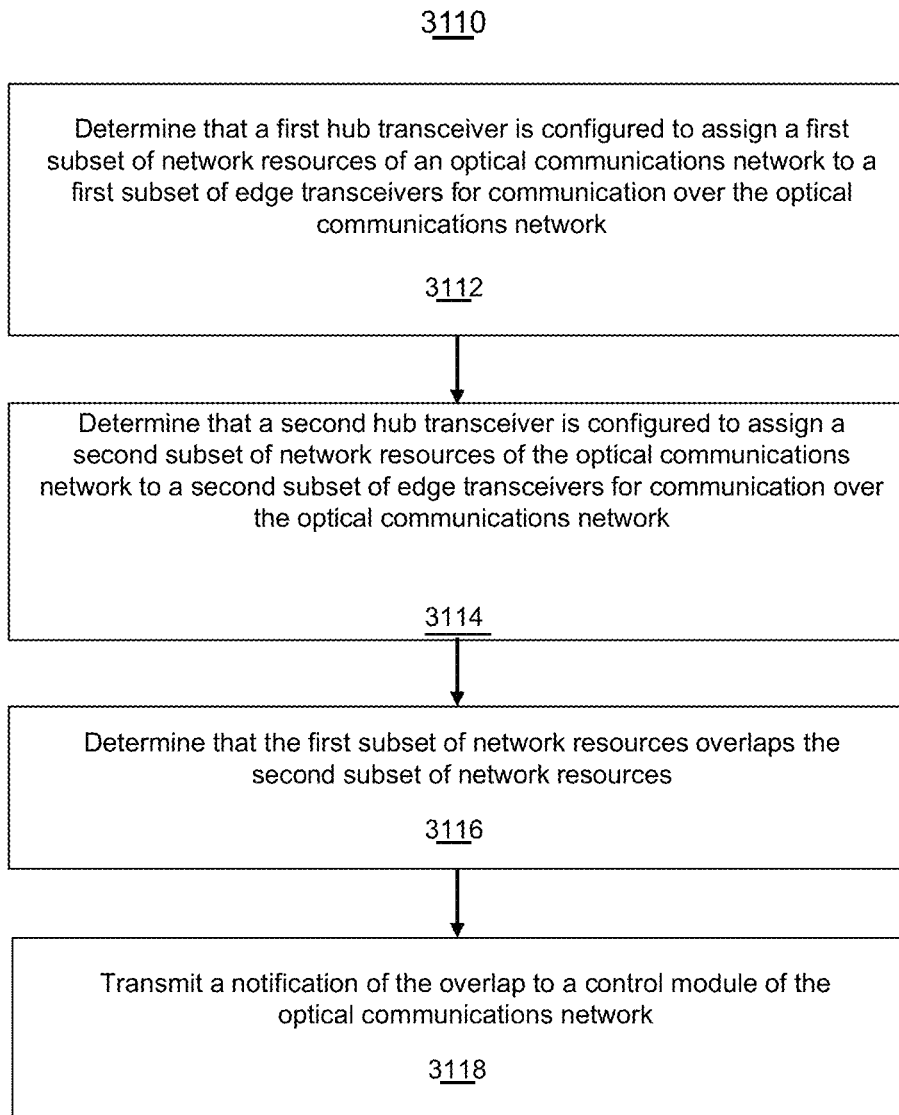 3110
Determine that a first hub transceiver is configured to assign a first
subset of network resources of an optical communications network to a
first subset of edge transceivers for communication over the optical
communications network
3112
Determine that a second hub transceiver is configured to assign a
second subset of network resources of the optical communications
network to a second subset of edge transceivers for communication over
the optical communications network
3114
Determine that the first subset of network resources overlaps the
second subset of network resources
3116
Transmit a notification of the overlap to a control module of the
optical communications network
3118